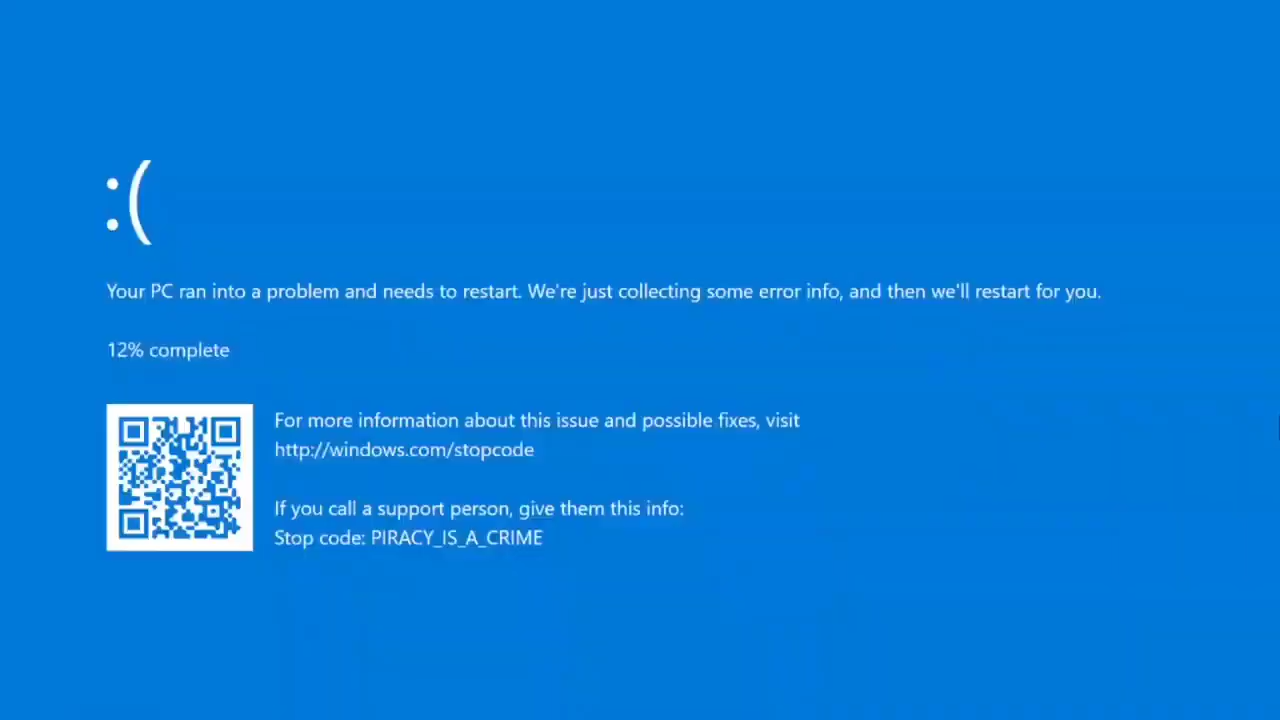 :(
Your PC ran into a problem and needs to restart. We're just collecting some error info, and then we'll restart for you.
12% complete
For more information about this issue and possible fixes, visit
http://windows.com/stopcode
If you call a support person, give them this info:
Stop code: PIRACY_IS_A_CRIME